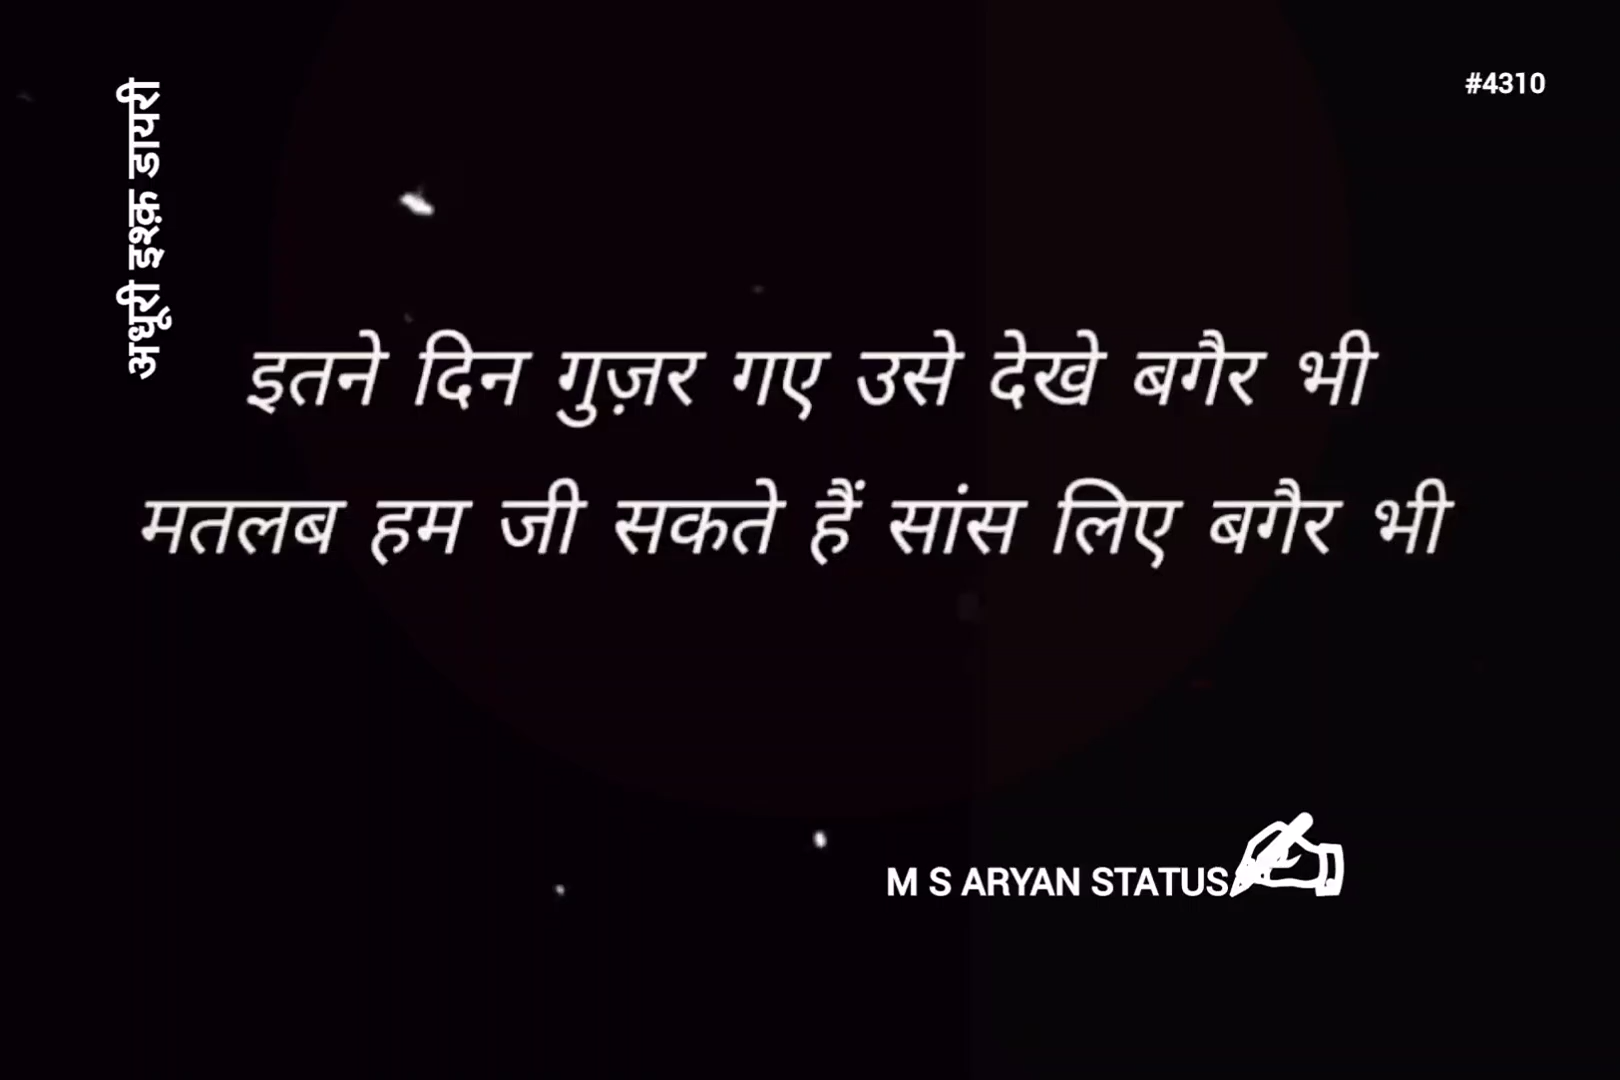 #4310
अधूरी इश्क़ डायरी
इतने दिन गुज़र गए उसे देखे बगैर भी
मतलब हम जी सकते हैं सांस लिए बगैर भी
M S ARYAN STATUS✍